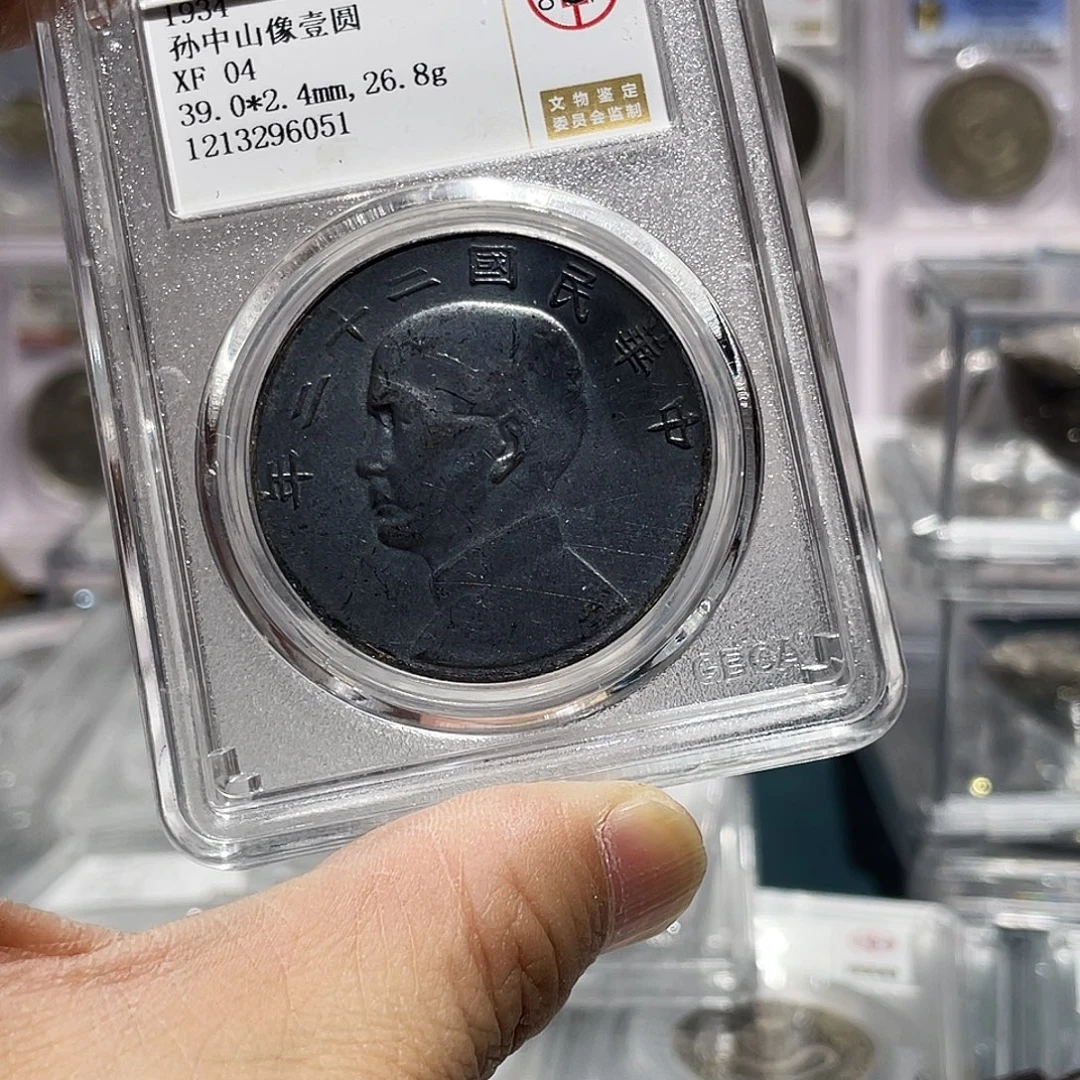 1934
孙中山像壹圆
XF 04
39.0*2.4mm,26.8g
1213296051
文物鉴定
委员会监制
中華民國二十三年
GBCA